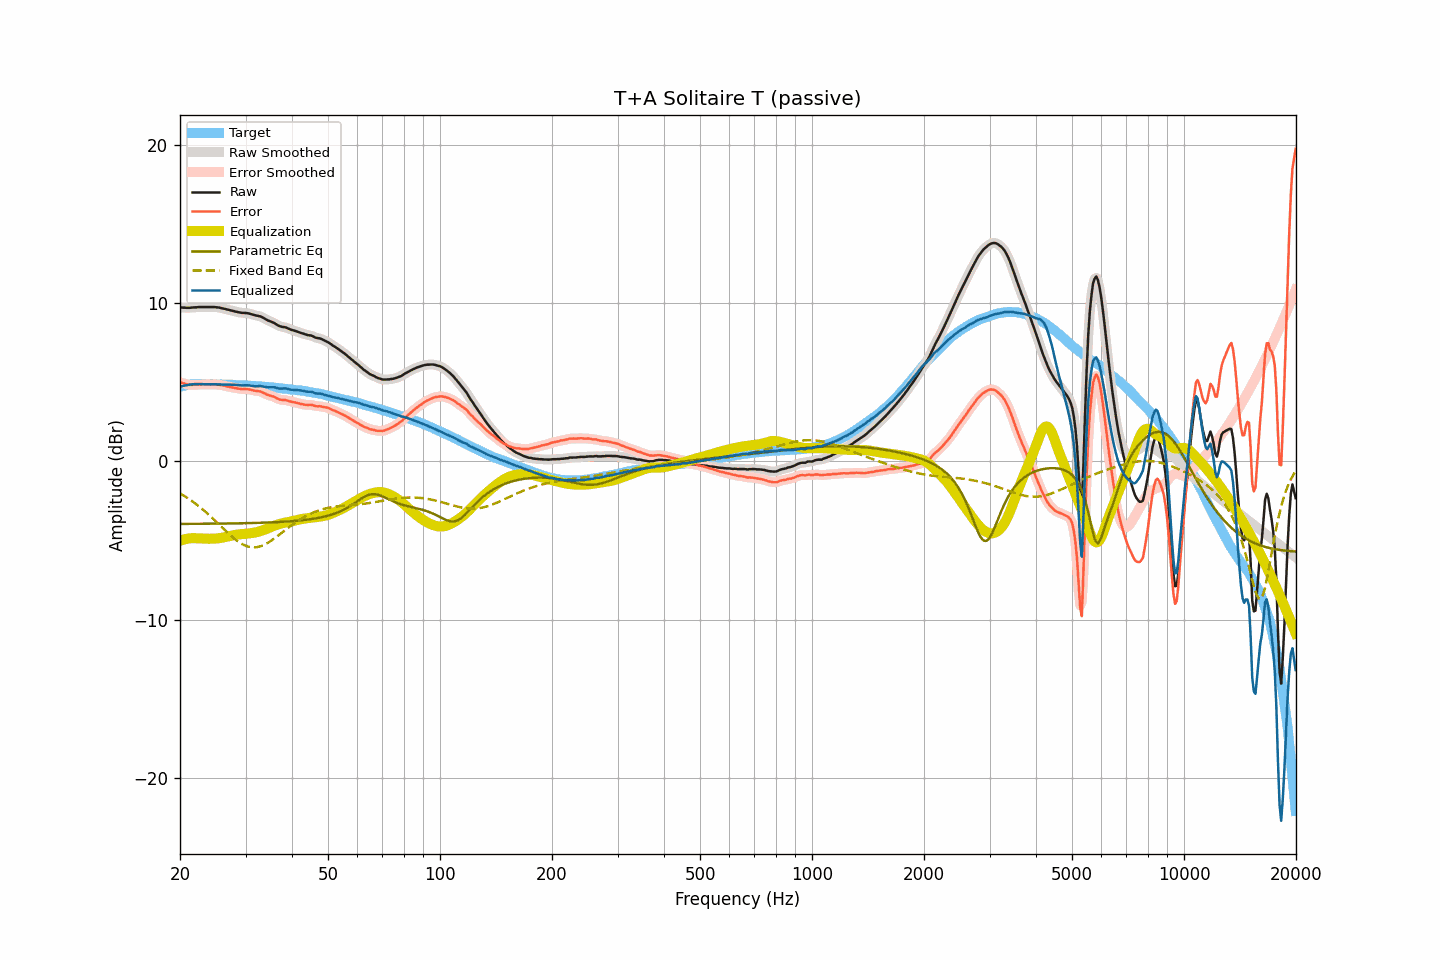 T+A Solitaire T (passive)
Target
Raw Smoothed
Error Smoothed
Raw
Error
Equalization
Parametric Eq
Fixed Band Eq
Equalized
20
10
0
−10
−20
Amplitude (dBr)
20 50 100 200 500 1000 2000 5000 10000 20000
Frequency (Hz)